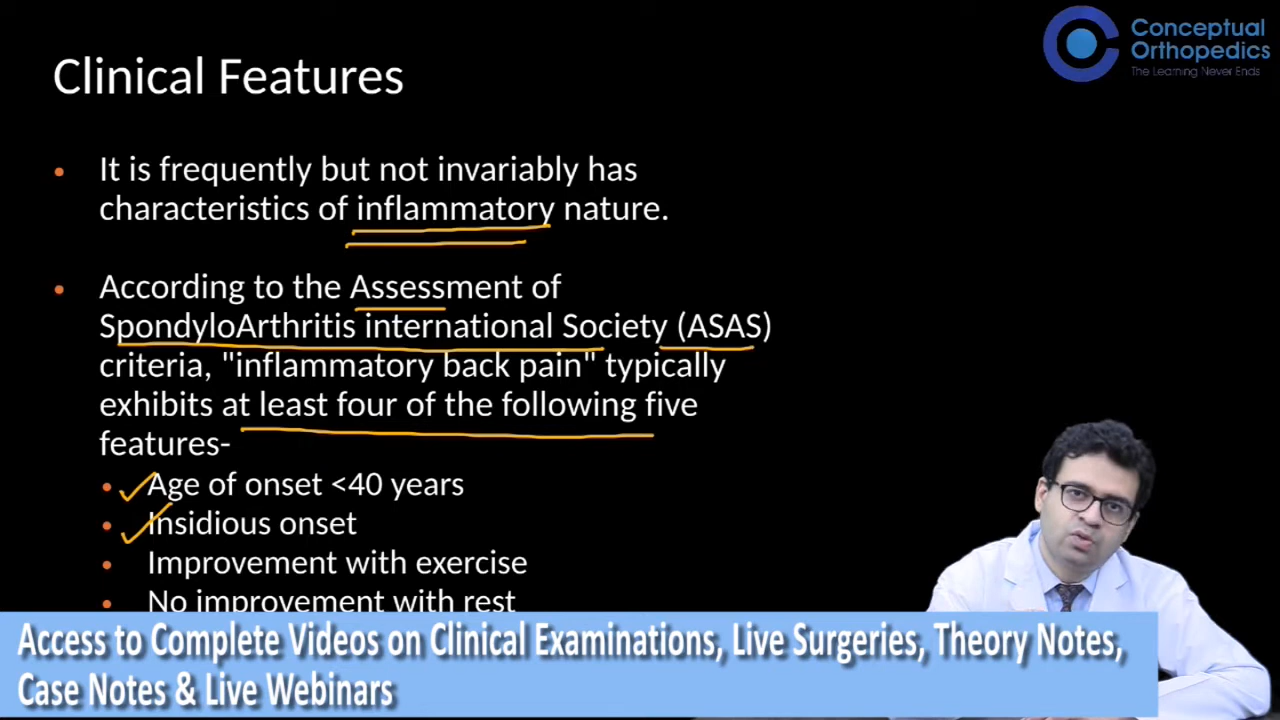 Conceptual
Orthopedics
The Learning Never Ends
Clinical Features
• It is frequently but not invariably has
characteristics of inflammatory nature.
• According to the Assessment of
SpondyloArthritis international Society (ASAS)
criteria, "inflammatory back pain" typically
exhibits at least four of the following five
features-
• Age of onset <40 years
• Insidious onset
• Improvement with exercise
• No improvement with rest
Access to Complete Videos on Clinical Examinations, Live Surgeries, Theory Notes,
Case Notes & Live Webinars